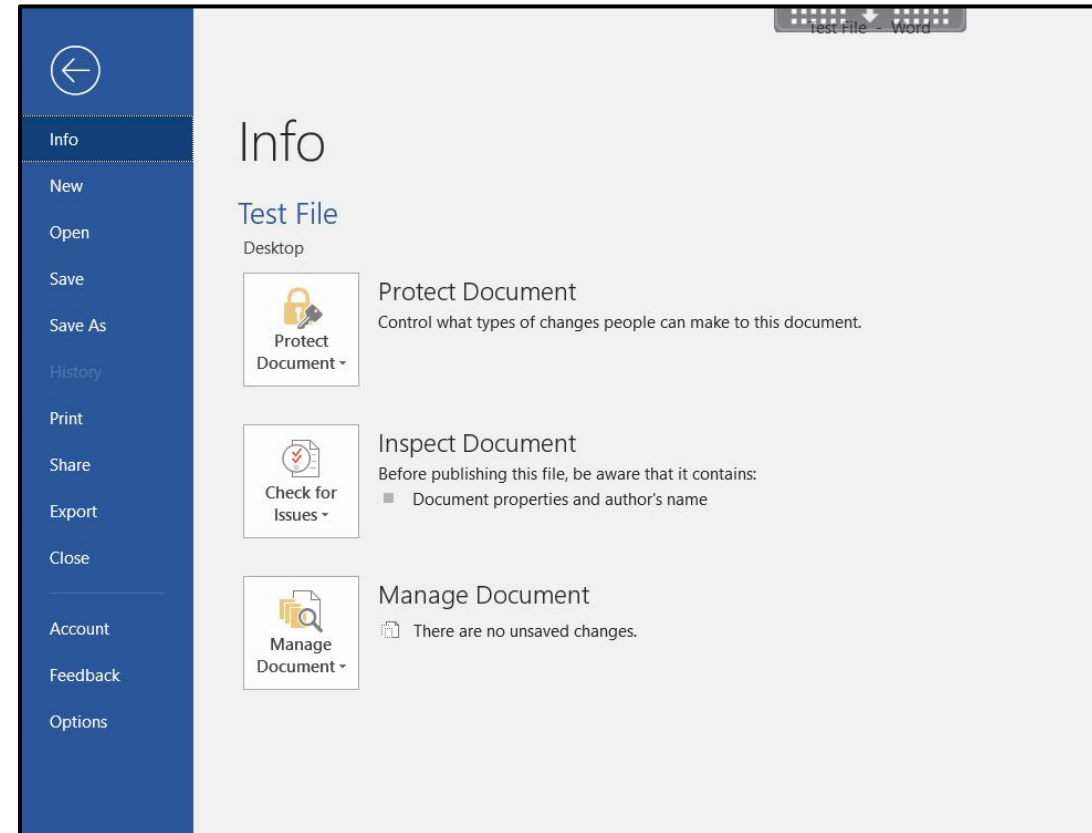 Test File - Word
Info
New
Open
Save
Save As
History
Print
Share
Export
Close
Account
Feedback
Options
Info
Test File
Desktop
Protect
Document
Protect Document
Control what types of changes people can make to this document.
Check for
Issues
Inspect Document
Before publishing this file, be aware that it contains:
Document properties and author's name
Manage
Document
Manage Document
There are no unsaved changes.